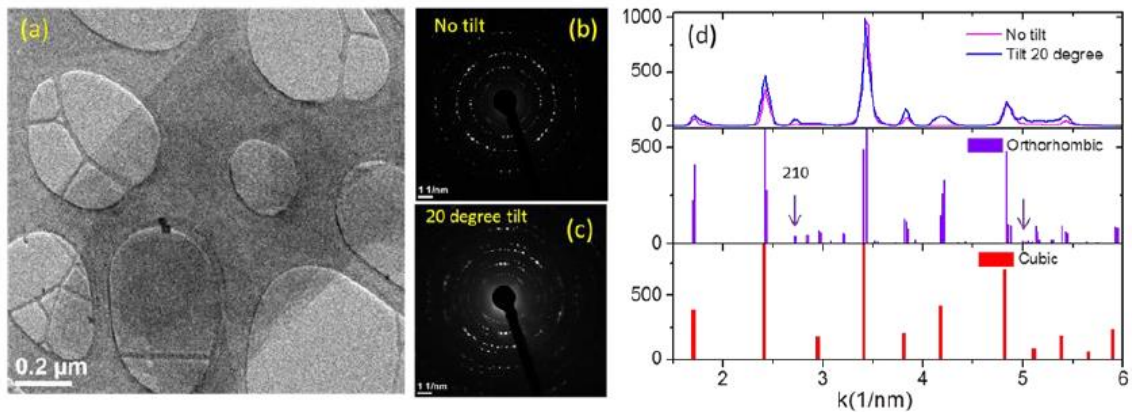 (a)
0.2 µm
No tilt
(b)
1 1/nm
20 degree tilt
(c)
1 1/nm
(d)
No tilt
Tilt 20 degree
1000
500
0
Orthorhombic
210
500
0
Cubic
500
0
2
3
4
5
6
k(1/nm)